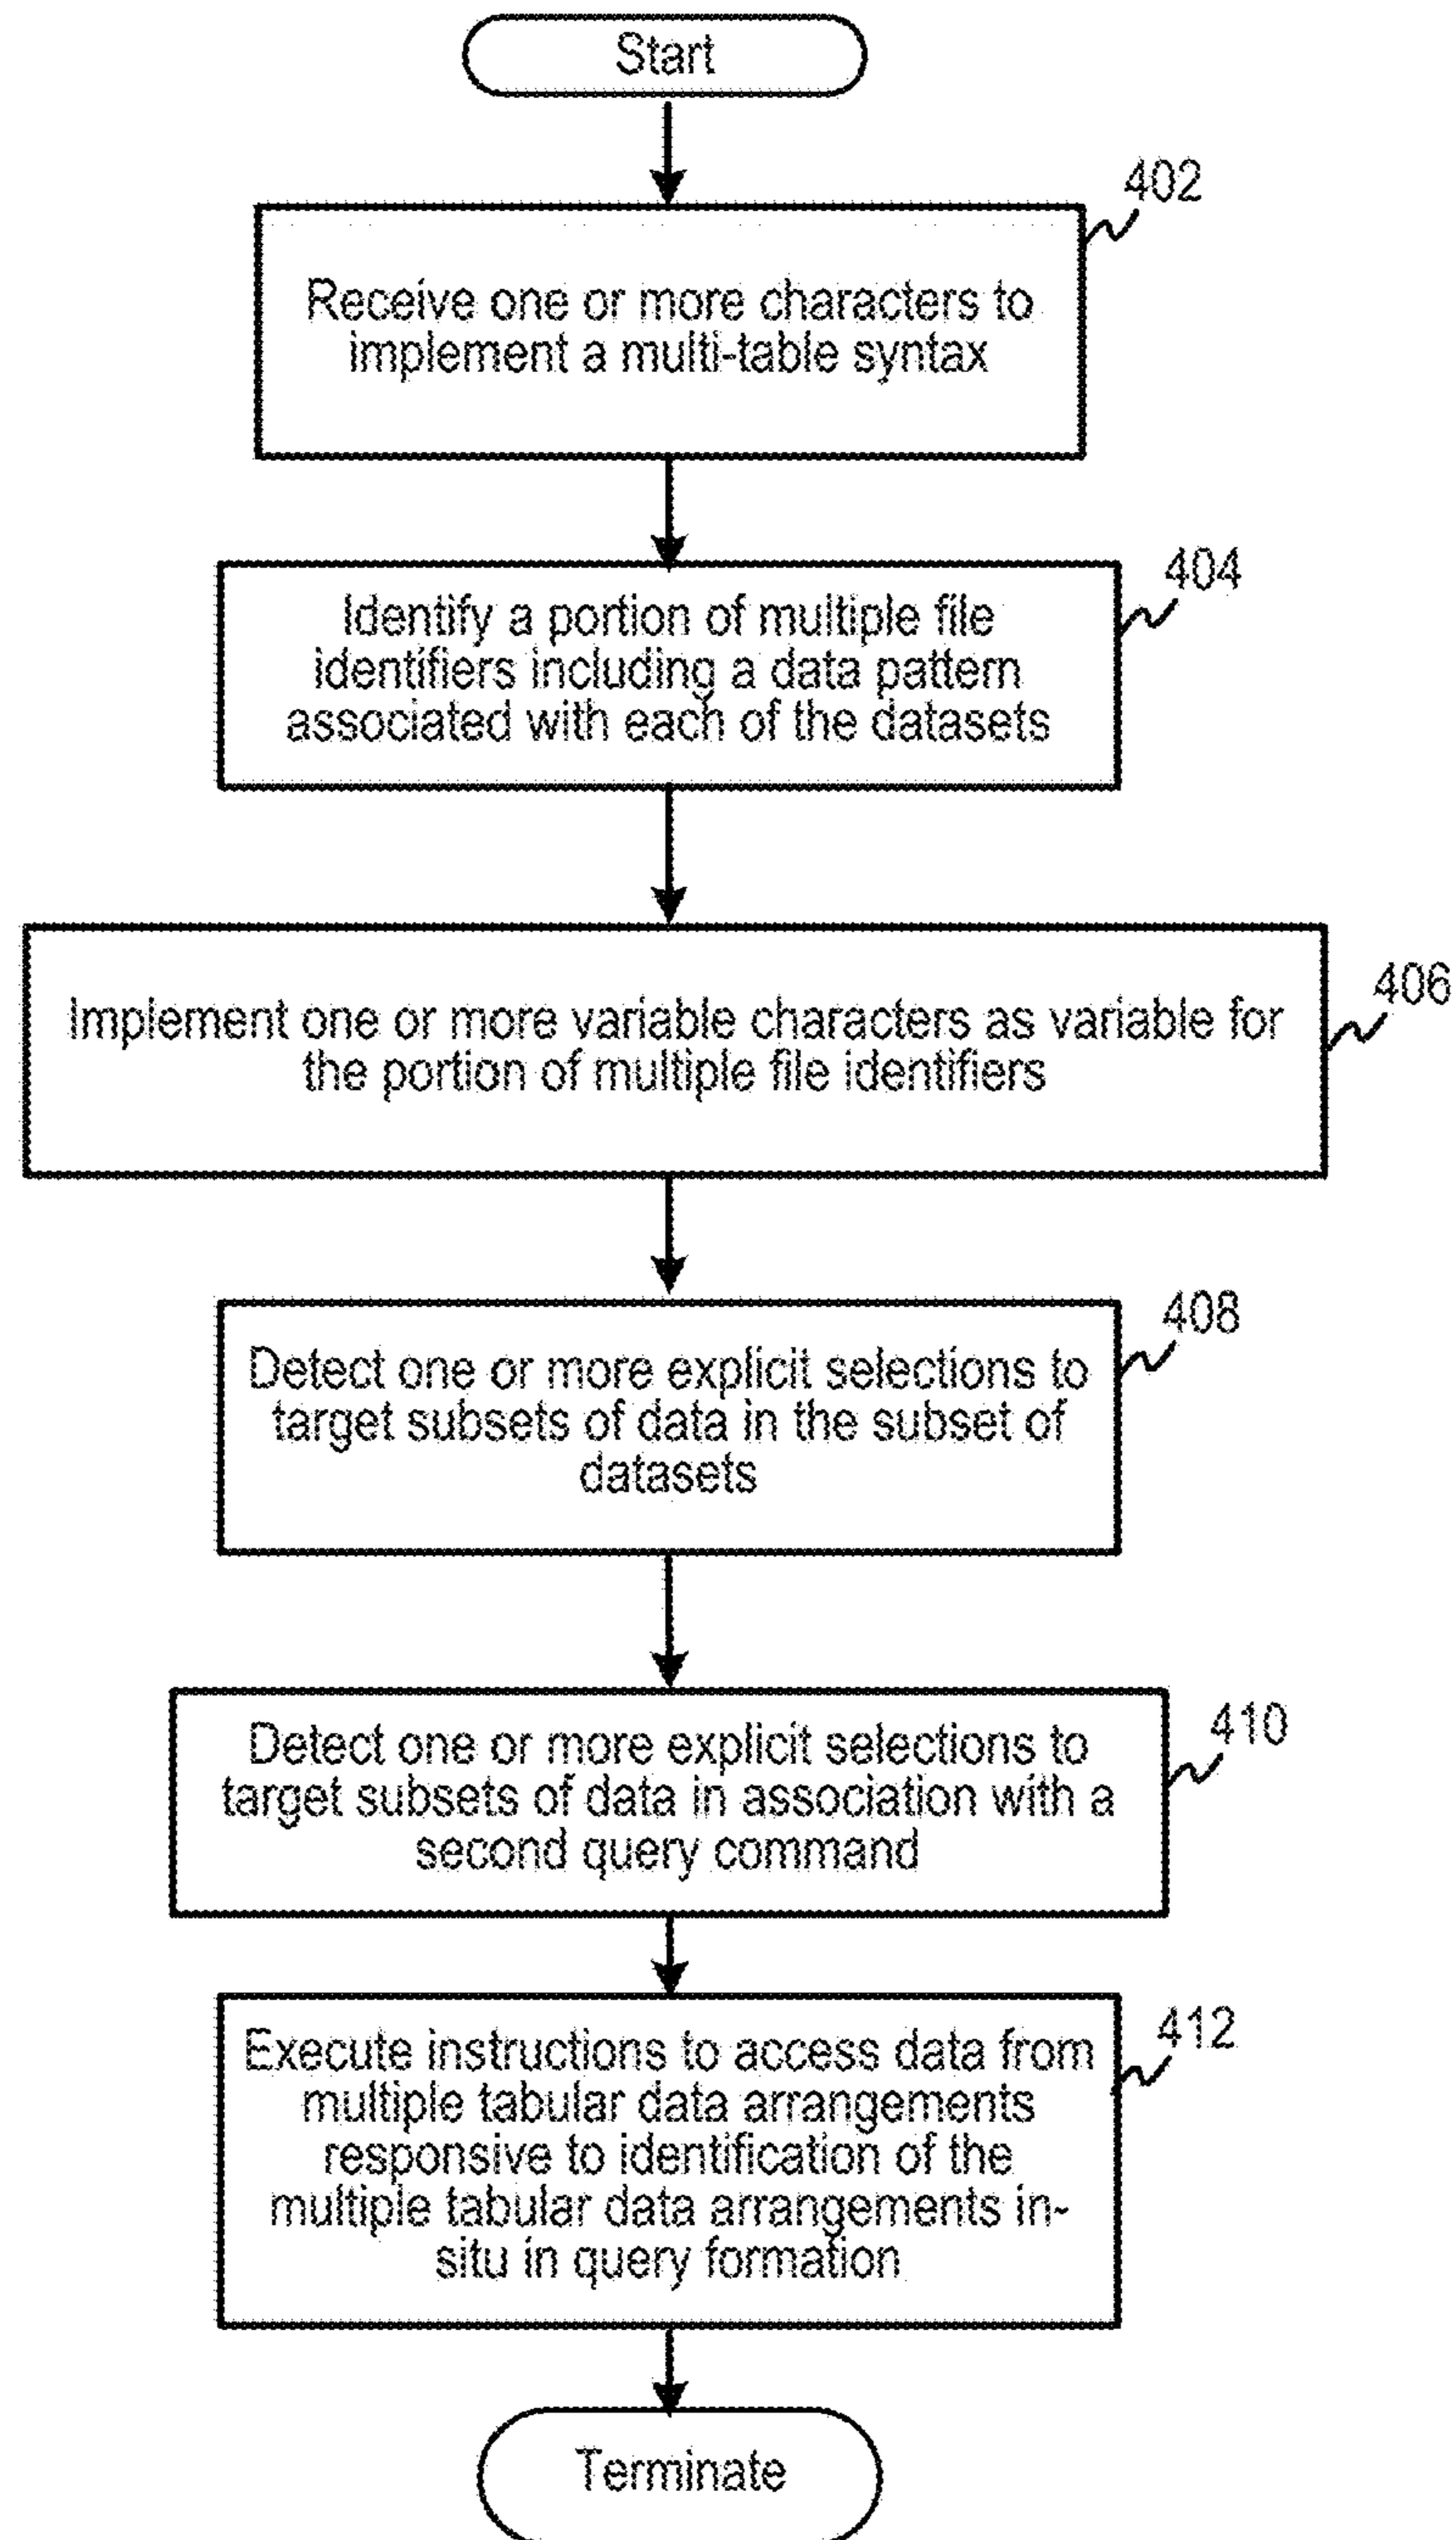 Start
402
Receive one or more characters to
implement a multi-table syntax
404
Identify a portion of multiple file
identifiers including a data pattern
associated with each of the datasets
406
Implement one or more variable characters as variable for
the portion of multiple file identifiers
408
Detect one or more explicit selections to
target subsets of data in the subset of
datasets
410
Detect one or more explicit selections to
target subsets of data in association with a
second query command
412
Execute instructions to access data from
multiple tabular data arrangements
responsive to identification of the
multiple tabular data arrangements in-
situ in query formation
Terminate